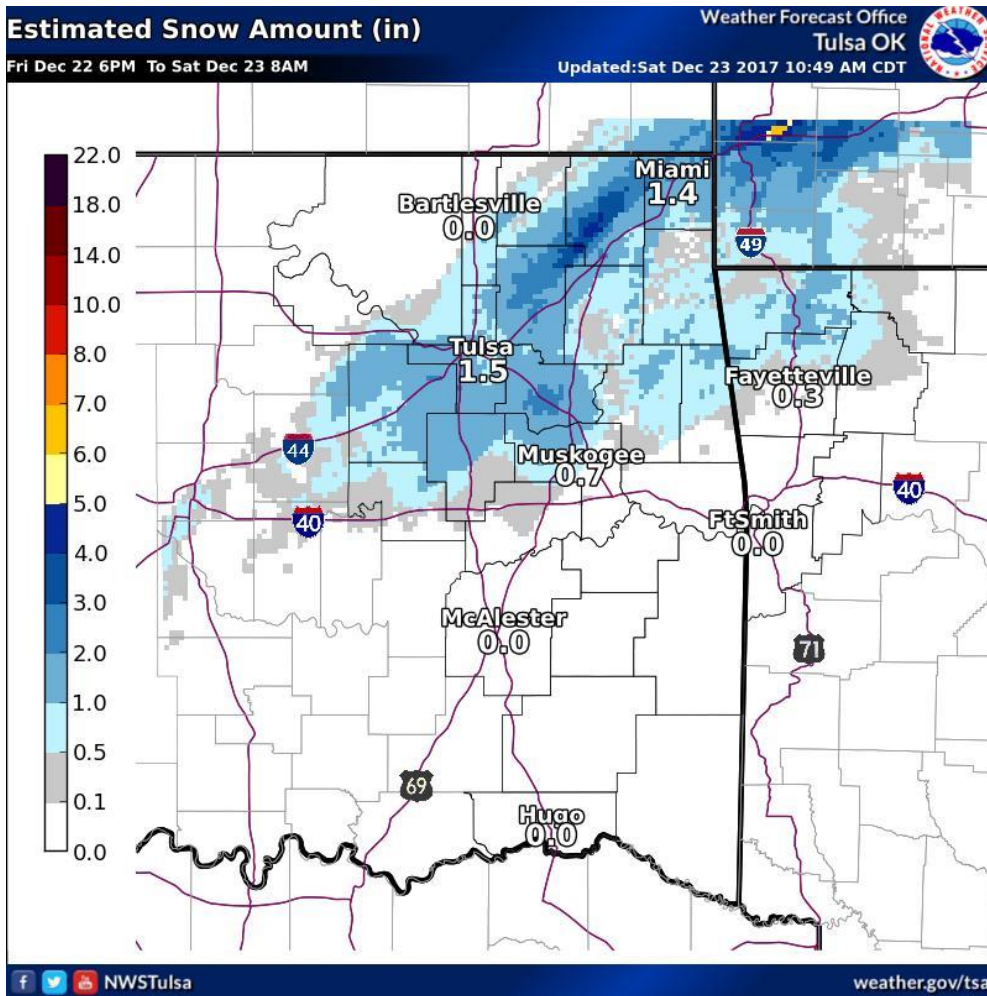 Estimated Snow Amount (in)
Fri Dec 22 6PM To Sat Dec 23 8AM
Weather Forecast Office
Tulsa OK
Updated:Sat Dec 23 2017 10:49 AM CDT
NATIONAL WEATHER SERVICE
22.0
18.0
14.0
10.0
8.0
7.0
6.0
5.0
4.0
3.0
2.0
1.0
0.5
0.1
0.0
Miami
1.4
Bartlesville
0.0
49
Tulsa
1.5
Fayetteville
0.3
44
Muskogee
0.7
40
40
FtSmith
0.0
McAlester
0.0
71
69
Hugo
0.0
NWSTulsa
weather.gov/tsa